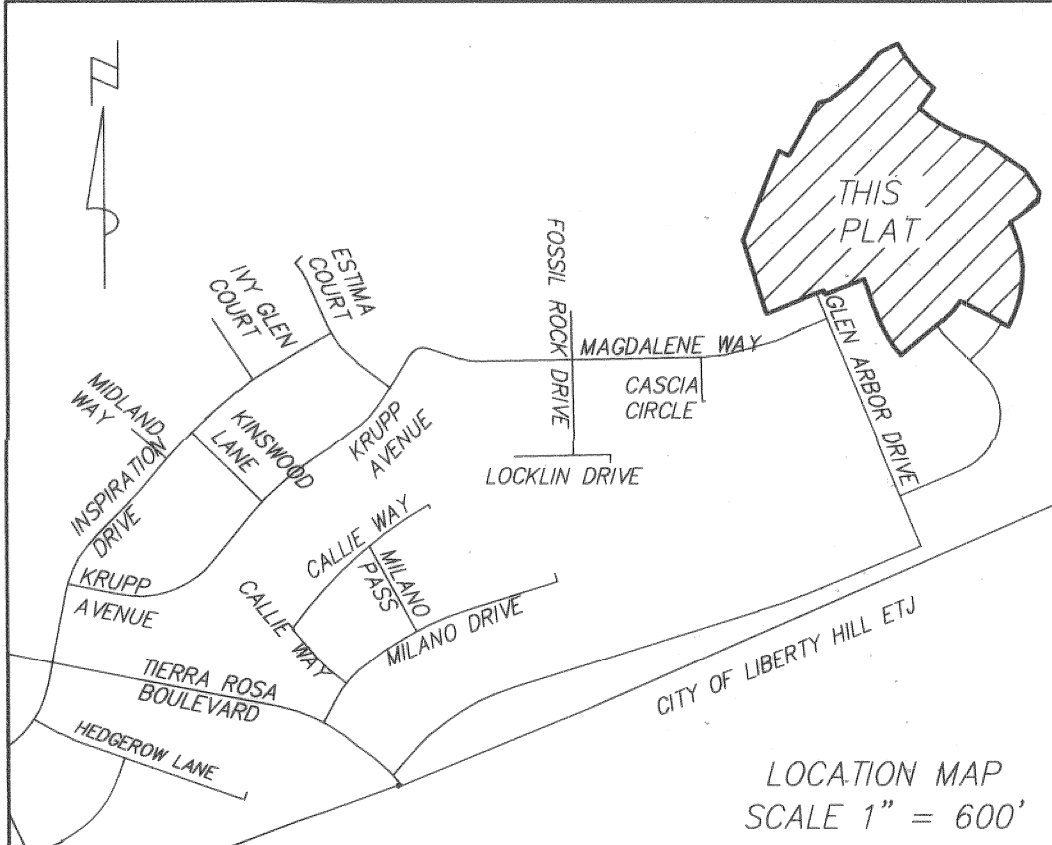 N
THIS
PLAT
ESTIMA
COURT
IVY GLEN
COURT
FOSSIL ROCK DRIVE
MAGDALENE WAY
GLEN ARBOR DRIVE
CASCIA
CIRCLE
MIDLAND
WAY
KINSWOOD
LANE
KRUPP
AVENUE
LOCKLIN DRIVE
INSPIRATION
DRIVE
CALLIE WAY
MILANO
PASS
KRUPP
AVENUE
CALLIE WAY
MILANO DRIVE
CITY OF LIBERTY HILL ETJ
TIERRA ROSA
BOULEVARD
HEDGEROW LANE
LOCATION MAP
SCALE 1" = 600'